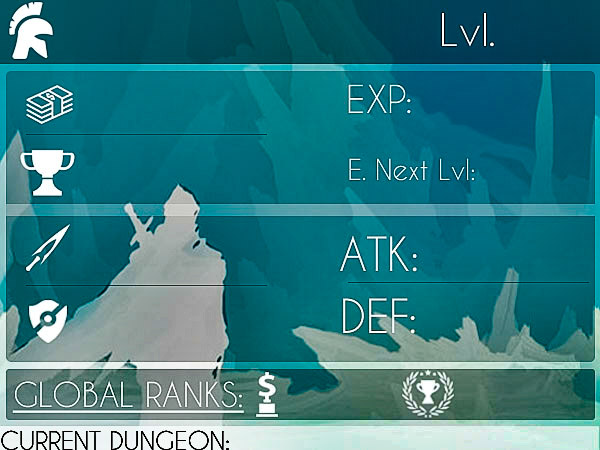 Lvl.
EXP:
E. Next Lvl:
ATK:
DEF:
GLOBAL RANKS:
CURRENT DUNGEON: